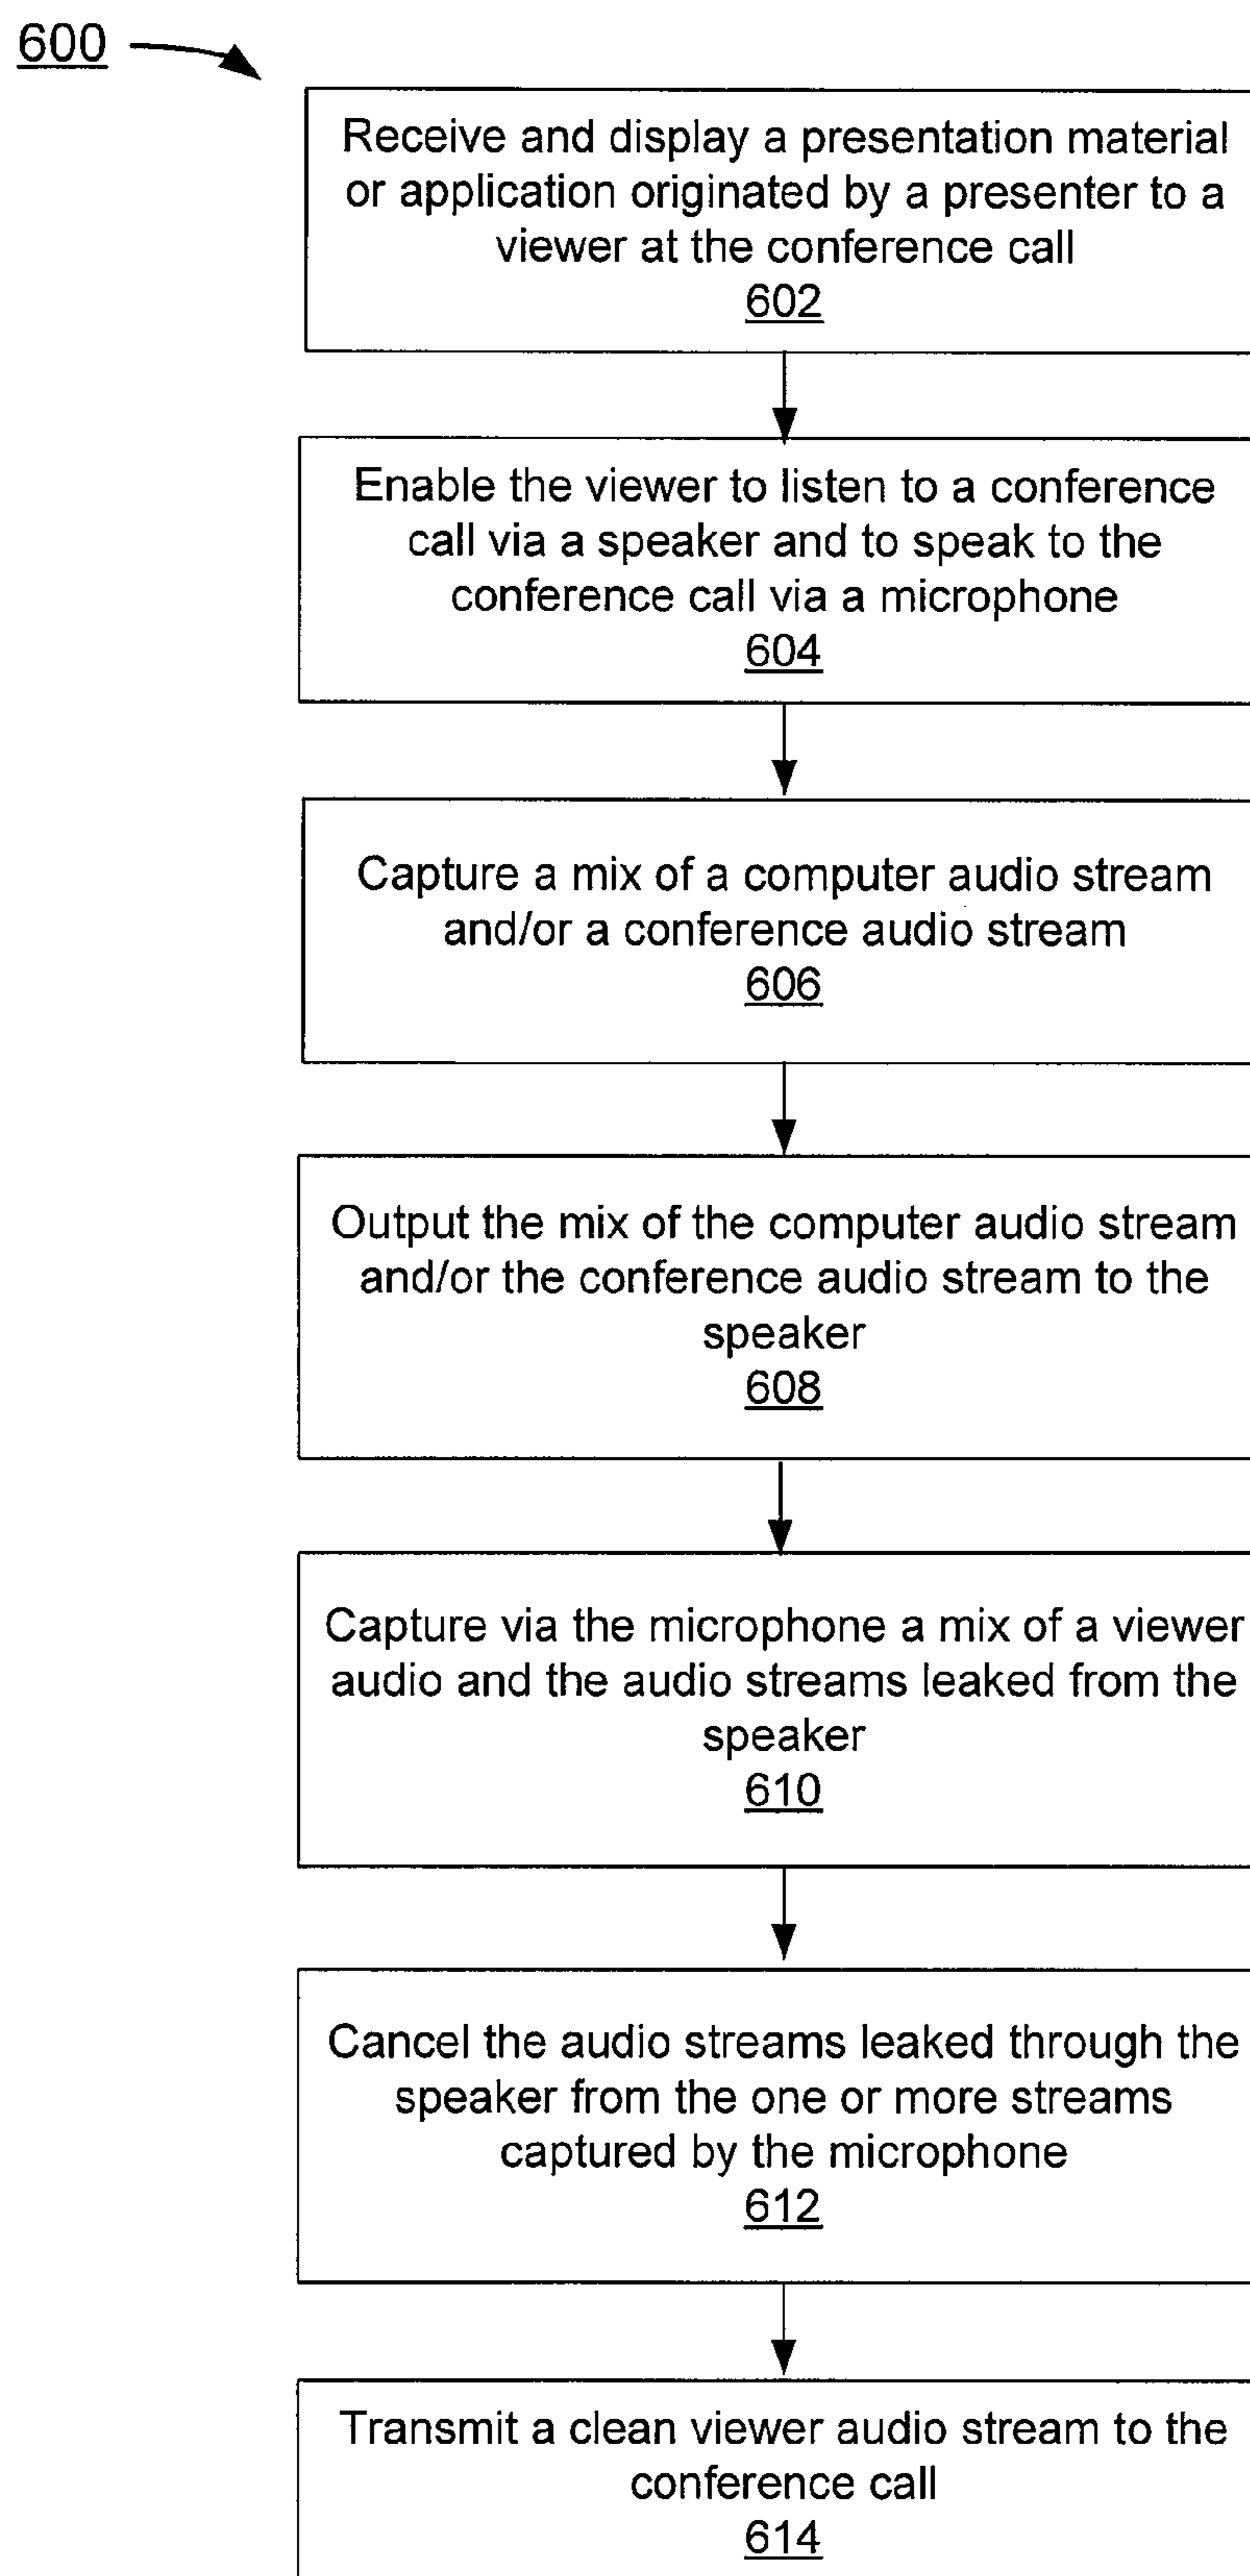 600
Receive and display a presentation material
or application originated by a presenter to a
viewer at the conference call
602
Enable the viewer to listen to a conference
call via a speaker and to speak to the
conference call via a microphone
604
Capture a mix of a computer audio stream
and/or a conference audio stream
606
Output the mix of the computer audio stream
and/or the conference audio stream to the
speaker
608
Capture via the microphone a mix of a viewer
audio and the audio streams leaked from the
speaker
610
Cancel the audio streams leaked through the
speaker from the one or more streams
captured by the microphone
612
Transmit a clean viewer audio stream to the
conference call
614